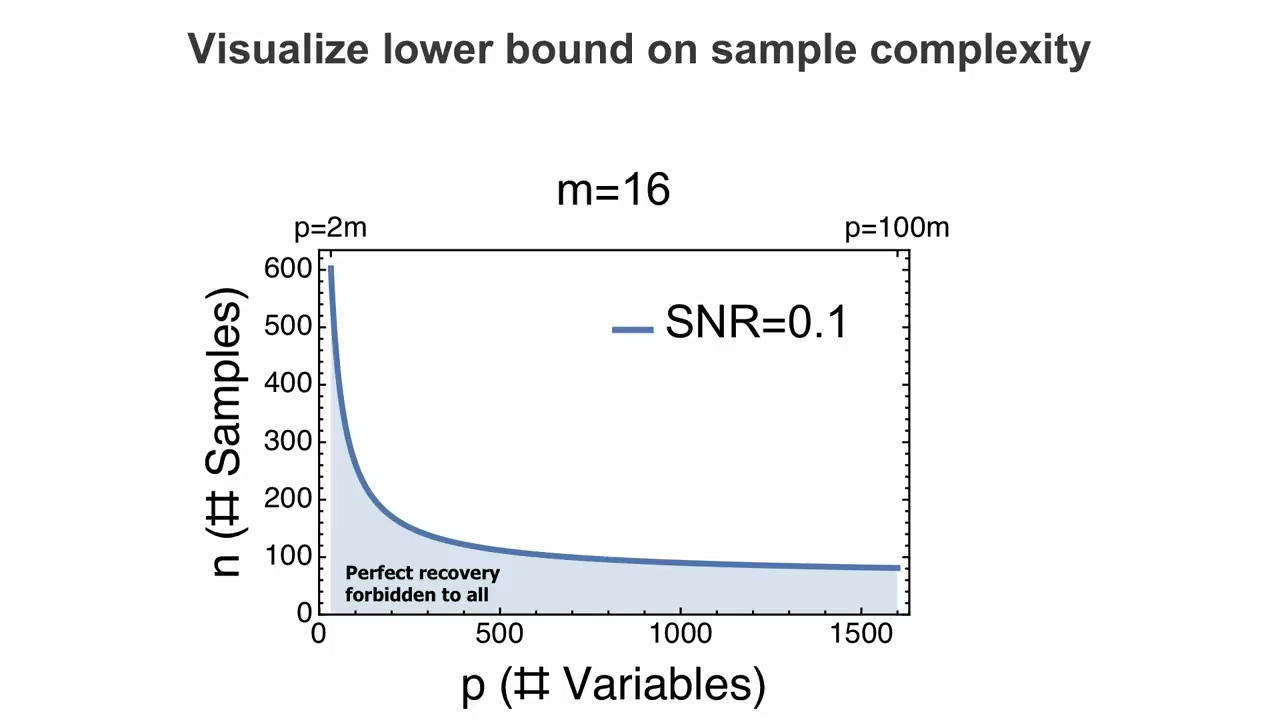 Visualize lower bound on sample complexity
m=16
p=2m
p=100m
600
500
400
300
200
100
0
n (# Samples)
SNR=0.1
Perfect recovery
forbidden to all
0
500
1000
1500
p (# Variables)